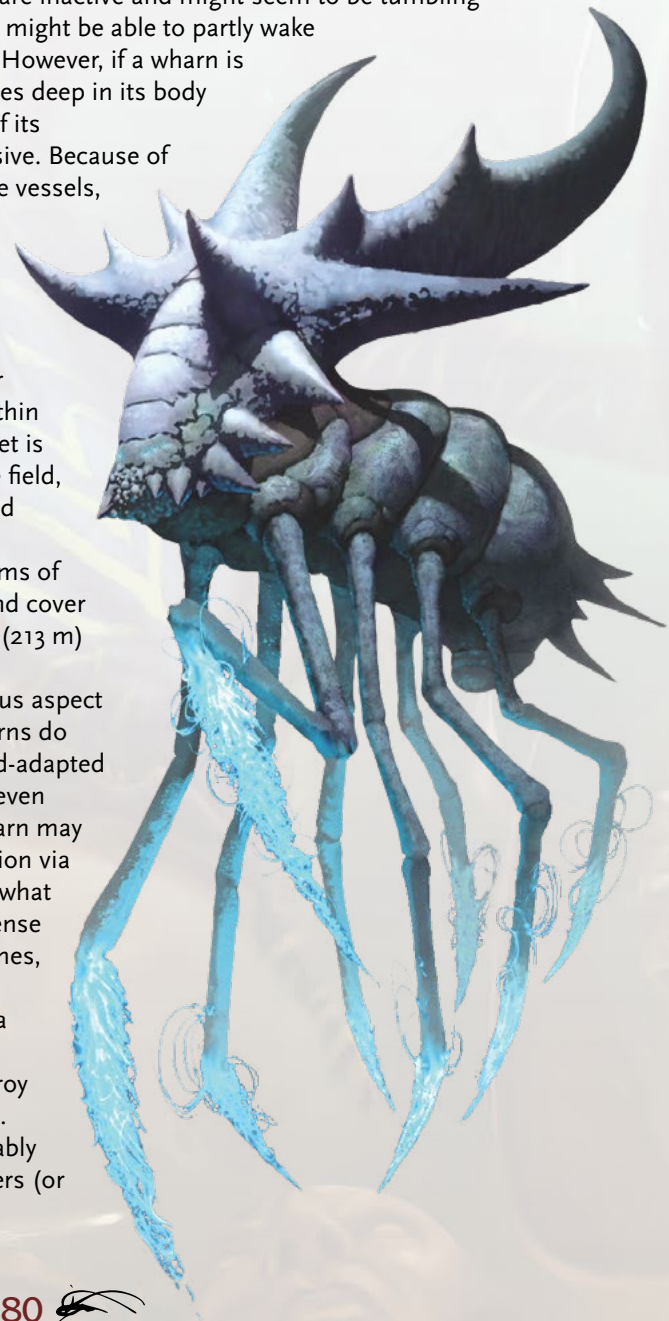 are inactive and might seem to be tumbling
might be able to partly wake
However, if a wharn is
es deep in its body
f its
sive. Because of
e vessels,
r
thin
et is
field,
d
ms of
nd cover
(213 m)
us aspect
rns do
d-adapted
even
arn may
ion via
what
ense
nes,
a
roy
.
ably
ers (or
80